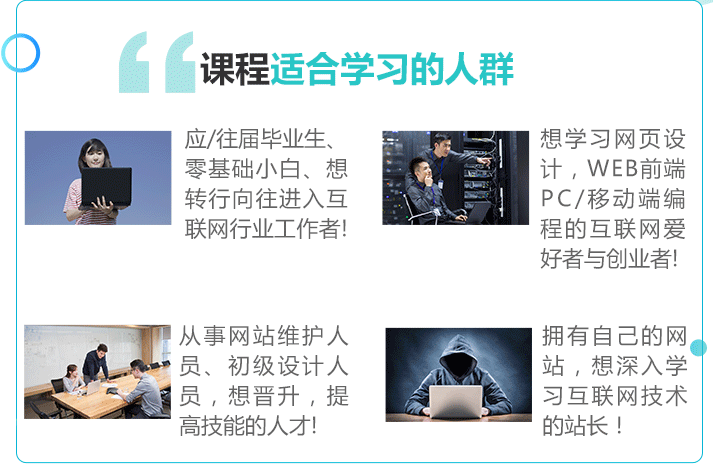 课程适合学习的人群
应/往届毕业生、
零基础小白、想
转行向往进入互
联网行业工作者!
想学习网页设
计，WEB前端
PC/移动端编
程的互联网爱
好者与创业者!
从事网站维护人
员、初级设计人
员，想晋升，提
高技能的人才!
拥有自己的网
站，想深入学
习互联网技术
的站长！